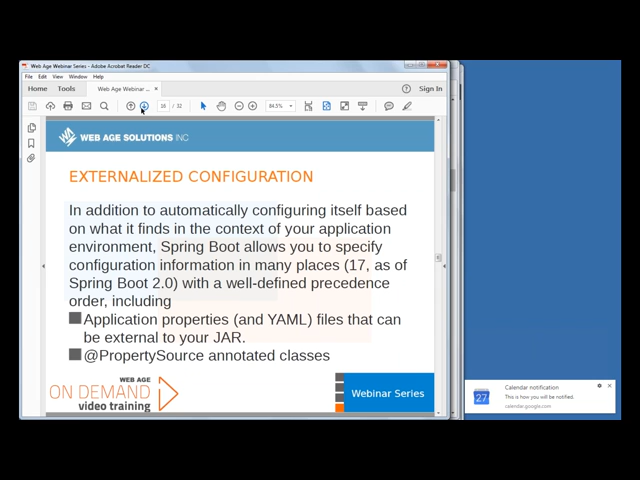 Web Age Webinar Series - Adobe Acrobat Reader DC
File Edit View Window Help
Home Tools Web Age Webinar ... × Sign In
16 / 32 84.5%
WEB AGE SOLUTIONS INC
EXTERNALIZED CONFIGURATION
In addition to automatically configuring itself based
on what it finds in the context of your application
environment, Spring Boot allows you to specify
configuration information in many places (17, as of
Spring Boot 2.0) with a well-defined precedence
order, including
Application properties (and YAML) files that can
be external to your JAR.
@PropertySource annotated classes
WEB AGE
ON DEMAND
video training
Webinar Series
Calendar notification
27
This is how you will be notified.
calendar.google.com